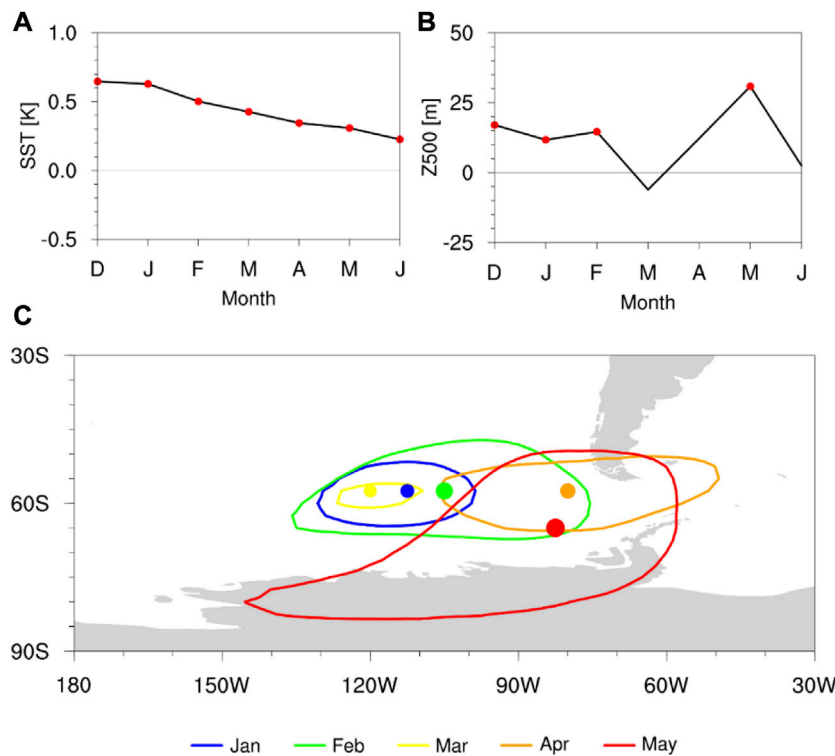 A
B
1.0
0.5
0.0
-0.5
SST [K]
D J F M A M J
Month
50
25
0
-25
Z500 [m]
D J F M A M J
Month
C
30S
60S
90S
180 150W 120W 90W 60W 30W
Jan Feb Mar Apr May